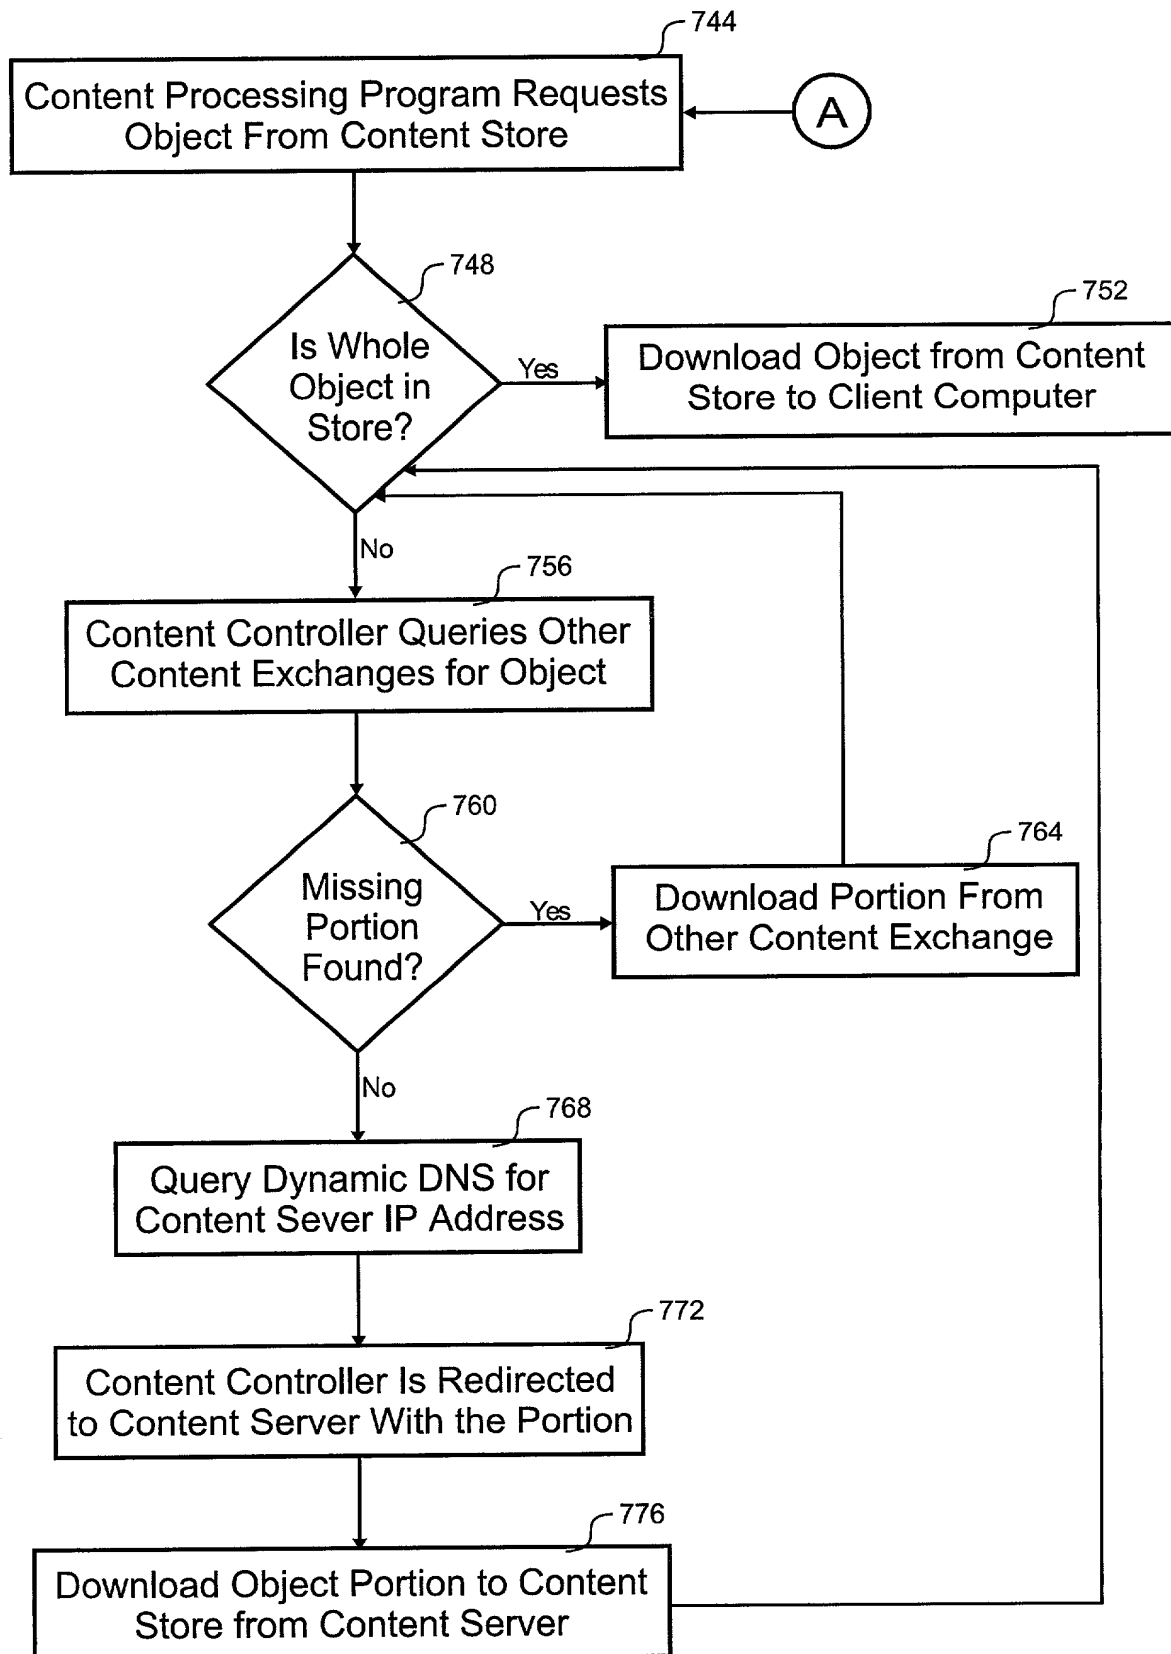 744
Content Processing Program Requests
Object From Content Store
A
748
Is Whole
Object in
Store?
Yes
752
Download Object from Content
Store to Client Computer
No
756
Content Controller Queries Other
Content Exchanges for Object
760
Missing
Portion
Found?
Yes
764
Download Portion From
Other Content Exchange
No
768
Query Dynamic DNS for
Content Sever IP Address
772
Content Controller Is Redirected
to Content Server With the Portion
776
Download Object Portion to Content
Store from Content Server